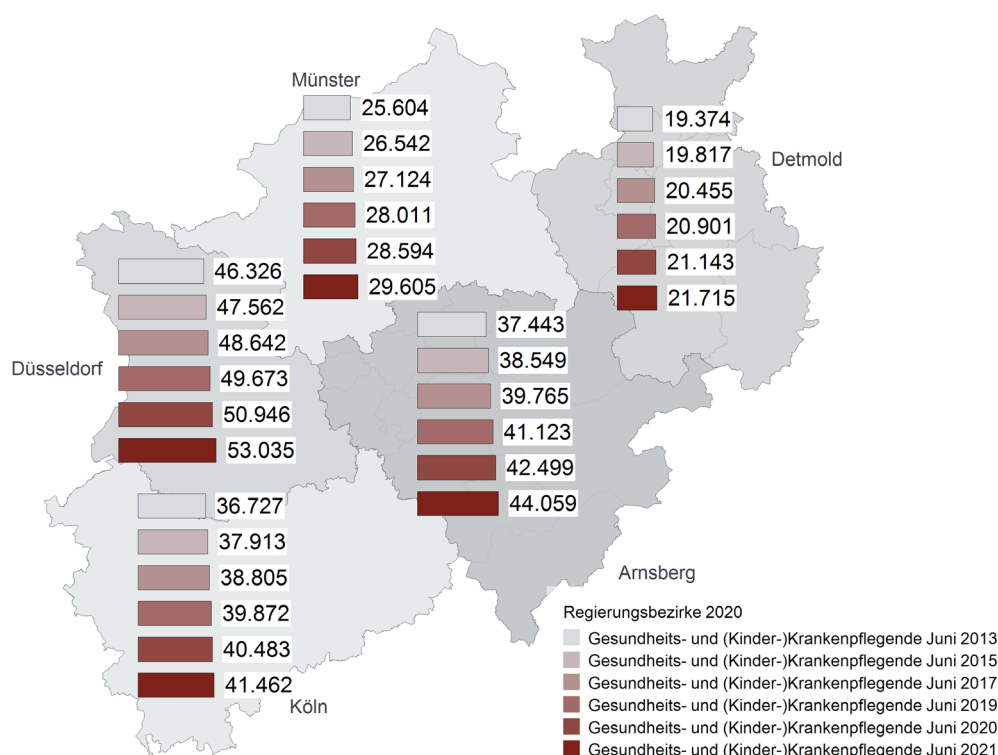 Münster
25.604
26.542
27.124
28.011
28.594
29.605
Detmold
19.374
19.817
20.455
20.901
21.143
21.715
Düsseldorf
46.326
47.562
48.642
49.673
50.946
53.035
Arnsberg
37.443
38.549
39.765
41.123
42.499
44.059
Köln
36.727
37.913
38.805
39.872
40.483
41.462
Regierungsbezirke 2020
Gesundheits- und (Kinder-)Krankenpflegende Juni 2013
Gesundheits- und (Kinder-)Krankenpflegende Juni 2015
Gesundheits- und (Kinder-)Krankenpflegende Juni 2017
Gesundheits- und (Kinder-)Krankenpflegende Juni 2019
Gesundheits- und (Kinder-)Krankenpflegende Juni 2020
Gesundheits- und (Kinder-)Krankenpflegende Juni 2021